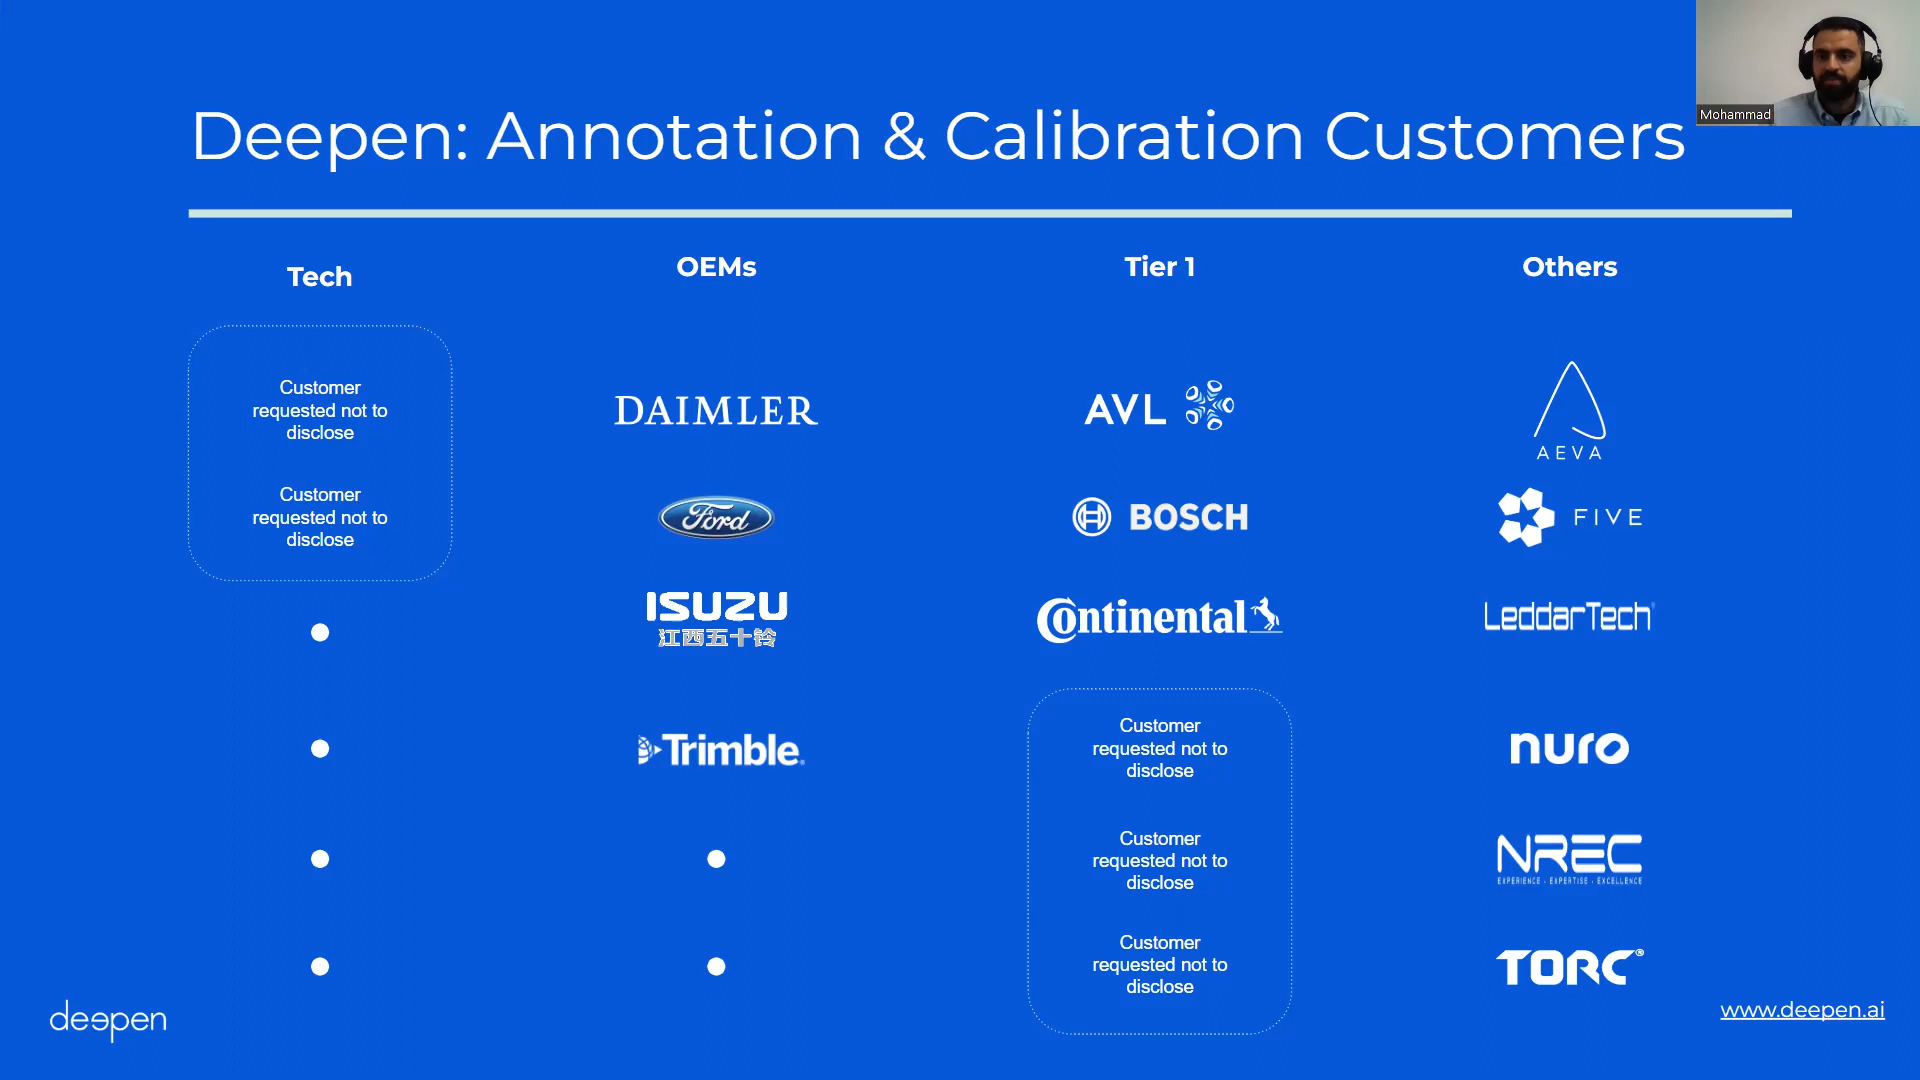 Mohammad
Deepen: Annotation & Calibration Customers
Tech
Customer
requested not to
disclose
Customer
requested not to
disclose
OEMs
DAIMLER
Ford
ISUZU
江西五十铃
Trimble
Tier 1
AVL
BOSCH
Continental
Customer
requested not to
disclose
Customer
requested not to
disclose
Customer
requested not to
disclose
Others
AEVA
FIVE
LeddarTech
nuro
NREC
EXPERIENCE · EXPERTISE · EXCELLENCE
TORC®
deepen
www.deepen.ai